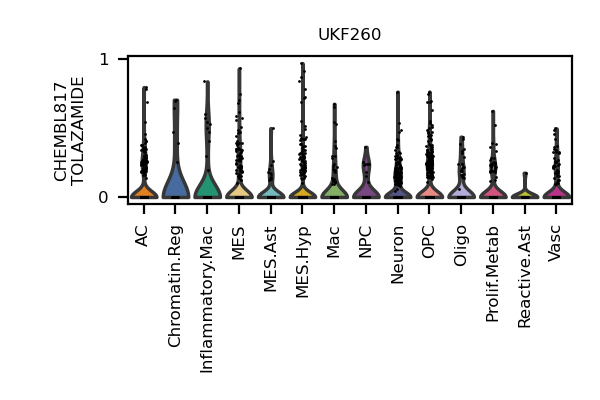 UKF260
CHEMBL817
TOLAZAMIDE
1
0
AC
Chromatin.Reg
Inflammatory.Mac
MES
MES.Ast
MES.Hyp
Mac
NPC
Neuron
OPC
Oligo
Prolif.Metab
Reactive.Ast
Vasc